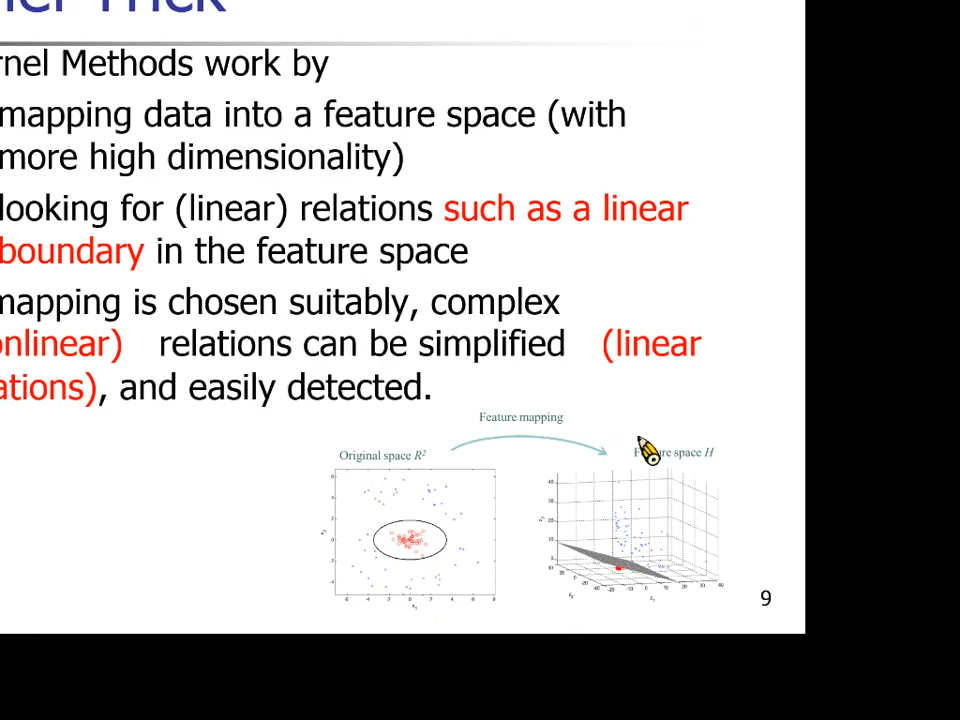 Trick
rnel Methods work by
mapping data into a feature space (with
more high dimensionality)
looking for (linear) relations such as a linear
boundary in the feature space
mapping is chosen suitably, complex
onlinear) relations can be simplified (linear
ations), and easily detected.
Feature mapping
Original space R²
space H
9